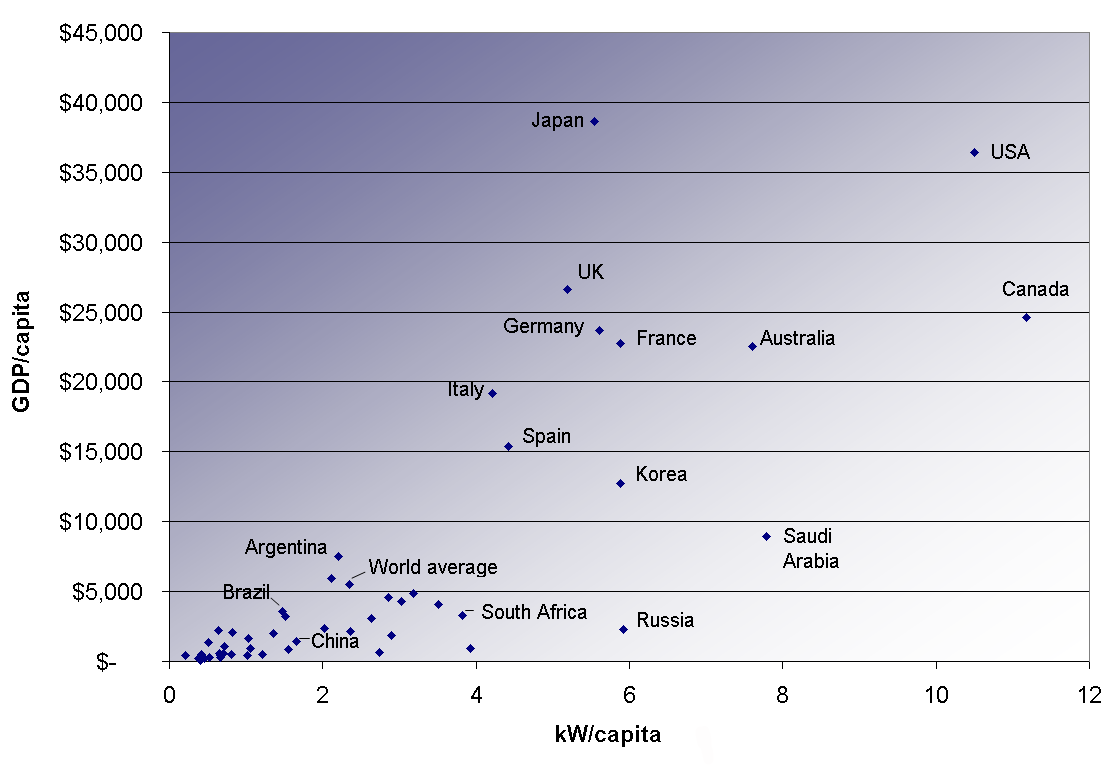 $45,000
$40,000
Japan
USA
$35,000
$30,000
UK
Canada
$25,000
Germany
France
Australia
GDP/capita
$20,000
Italy
Spain
$15,000
Korea
$10,000
Saudi
Arabia
Argentina
World average
$5,000
Brazil
South Africa
Russia
China
$-
0
2
4
6
8
10
12
kW/capita